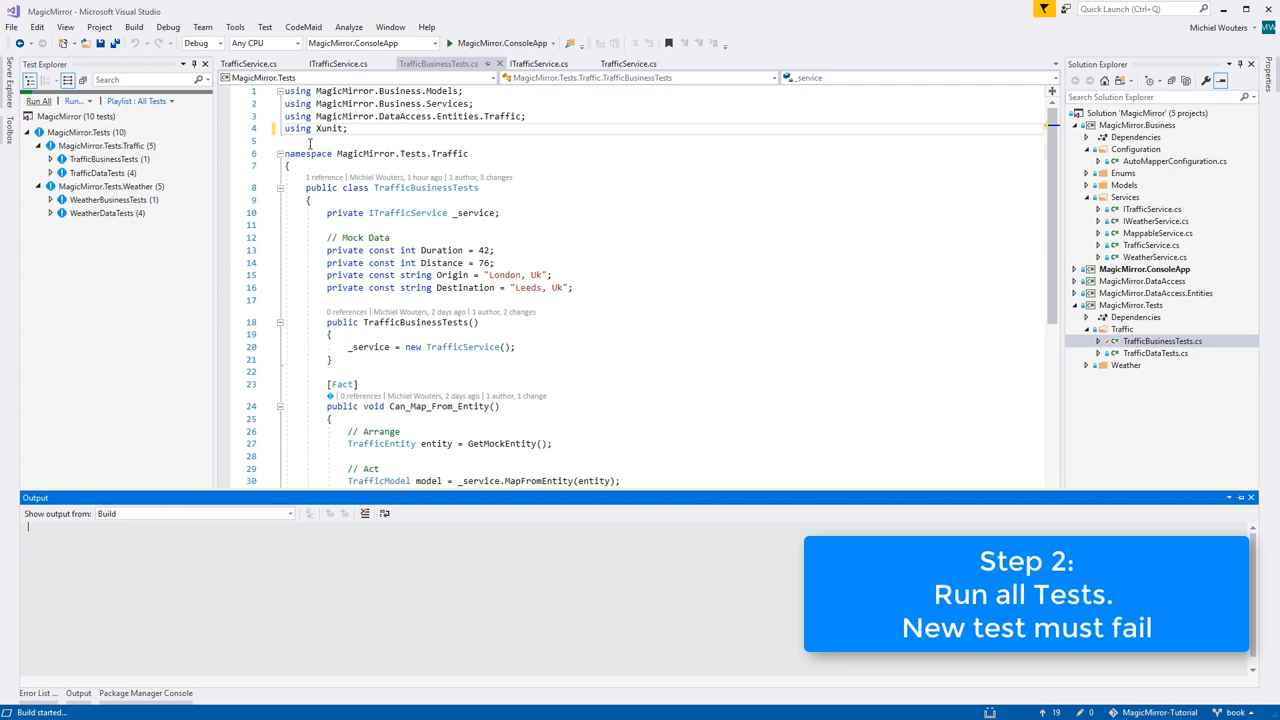 MagicMirror - Microsoft Visual Studio
Quick Launch (Ctrl+Q)
File Edit View Project Build Debug Team Tools Test CodeMaid Analyze Window Help
Michiel Wouters MW
Debug Any CPU MagicMirror.ConsoleApp MagicMirror.ConsoleApp
Server Explorer
Toolbox
Test Explorer
Search
Run All Run... Playlist : All Tests
MagicMirror (10 tests)
MagicMirror.Tests (10)
MagicMirror.Tests.Traffic (5)
TrafficBusinessTests (1)
TrafficDataTests (4)
MagicMirror.Tests.Weather (5)
WeatherBusinessTests (1)
WeatherDataTests (4)
TrafficService.cs ITrafficService.cs TrafficBusinessTests.cs ITrafficService.cs TrafficService.cs
MagicMirror.Tests MagicMirror.Tests.Traffic.TrafficBusinessTests _service
1 using MagicMirror.Business.Models;
2 using MagicMirror.Business.Services;
3 using MagicMirror.DataAccess.Entities.Traffic;
4 using Xunit;
5
6 namespace MagicMirror.Tests.Traffic
7 {
1 reference | Michiel Wouters, 1 hour ago | 1 author, 3 changes
8 public class TrafficBusinessTests
9 {
10 private ITrafficService _service;
11
12 // Mock Data
13 private const int Duration = 42;
14 private const int Distance = 76;
15 private const string Origin = "London, Uk";
16 private const string Destination = "Leeds, Uk";
17
0 references | Michiel Wouters, 2 days ago | 1 author, 2 changes
18 public TrafficBusinessTests()
19 {
20 _service = new TrafficService();
21 }
22
23 [Fact]
0 references | Michiel Wouters, 2 days ago | 1 author, 1 change
24 public void Can_Map_From_Entity()
25 {
26 // Arrange
27 TrafficEntity entity = GetMockEntity();
28
29 // Act
30 TrafficModel model = _service.MapFromEntity(entity);
Solution Explorer
Search Solution Explorer (Ctrl+;)
Solution 'MagicMirror' (5 projects)
MagicMirror.Business
Dependencies
Configuration
AutoMapperConfiguration.cs
Enums
Models
Services
ITrafficService.cs
IWeatherService.cs
MappableService.cs
TrafficService.cs
WeatherService.cs
MagicMirror.ConsoleApp
MagicMirror.DataAccess
MagicMirror.DataAccess.Entities
MagicMirror.Tests
Dependencies
Traffic
TrafficBusinessTests.cs
TrafficDataTests.cs
Weather
Properties
Output
Show output from: Build
Step 2:
Run all Tests.
New test must fail
Error List ... Output Package Manager Console
Build started... 19 0 MagicMirror-Tutorial book